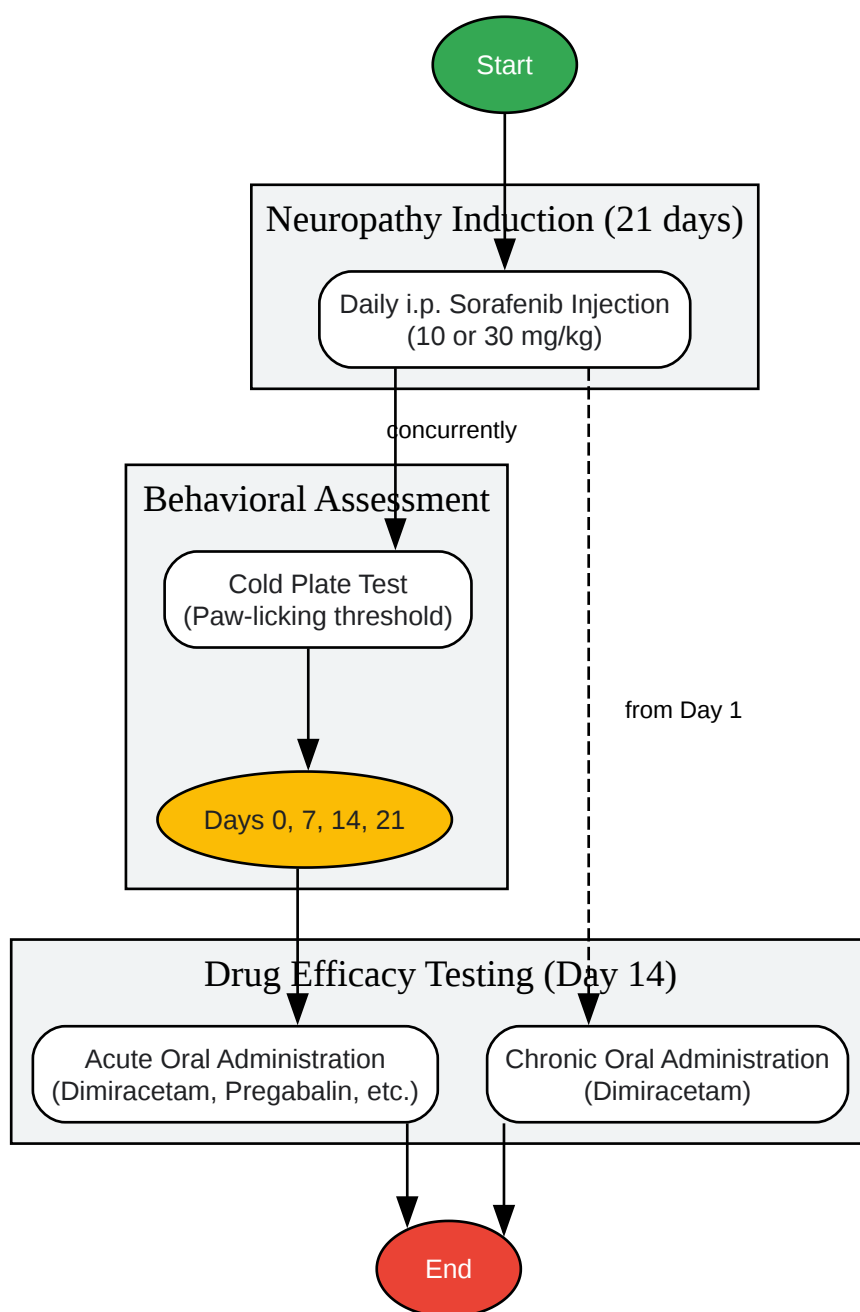 Start
Neuropathy Induction (21 days)
Daily i.p. Sorafenib Injection
(10 or 30 mg/kg)
concurrently
Behavioral Assessment
Cold Plate Test
(Paw-licking threshold)
from Day 1
Days 0, 7, 14, 21
Drug Efficacy Testing (Day 14)
Acute Oral Administration
(Dimiracetam, Pregabalin, etc.)
Chronic Oral Administration
(Dimiracetam)
End